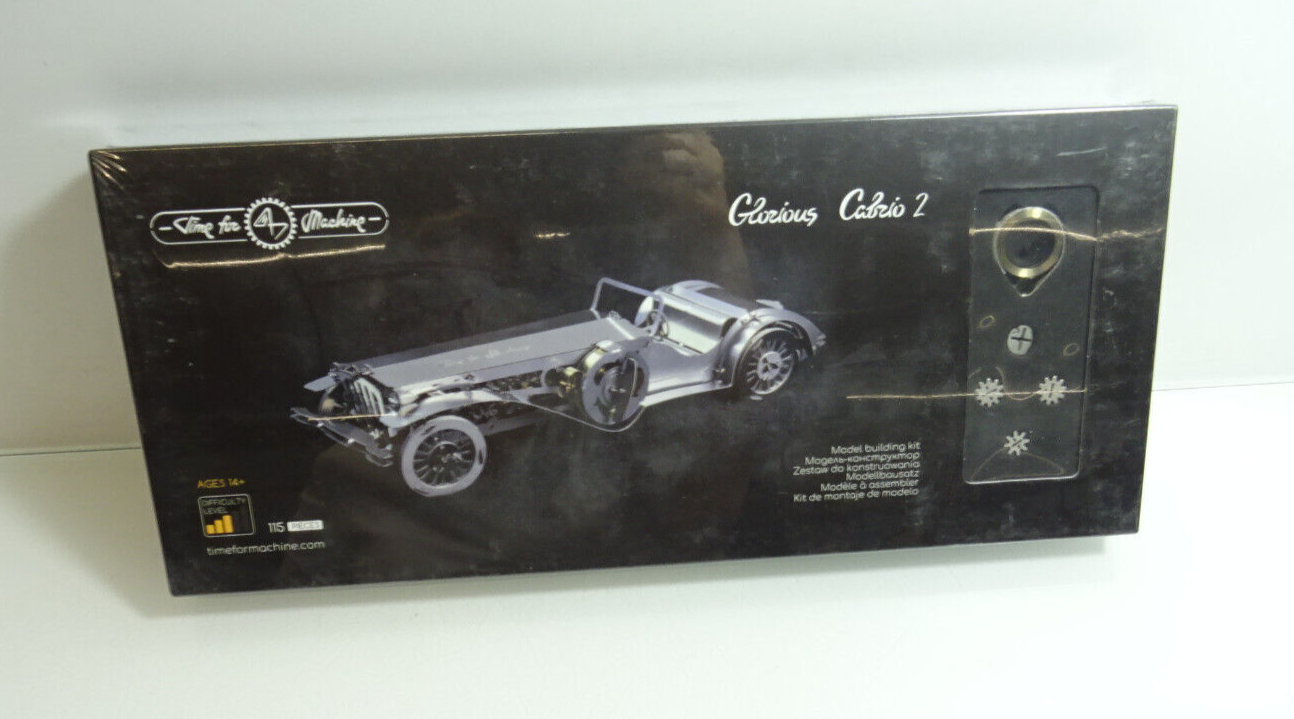 Time for Machine
Glorious Cabrio 2
Model building kit
Модель-конструктор
Zestaw do konstruowania
Modellbausatz
Modèle à assembler
Kit de montaje de modelo
AGES 14+
DIFFICULTY
LEVEL
115 PIECES
timeformachine.com